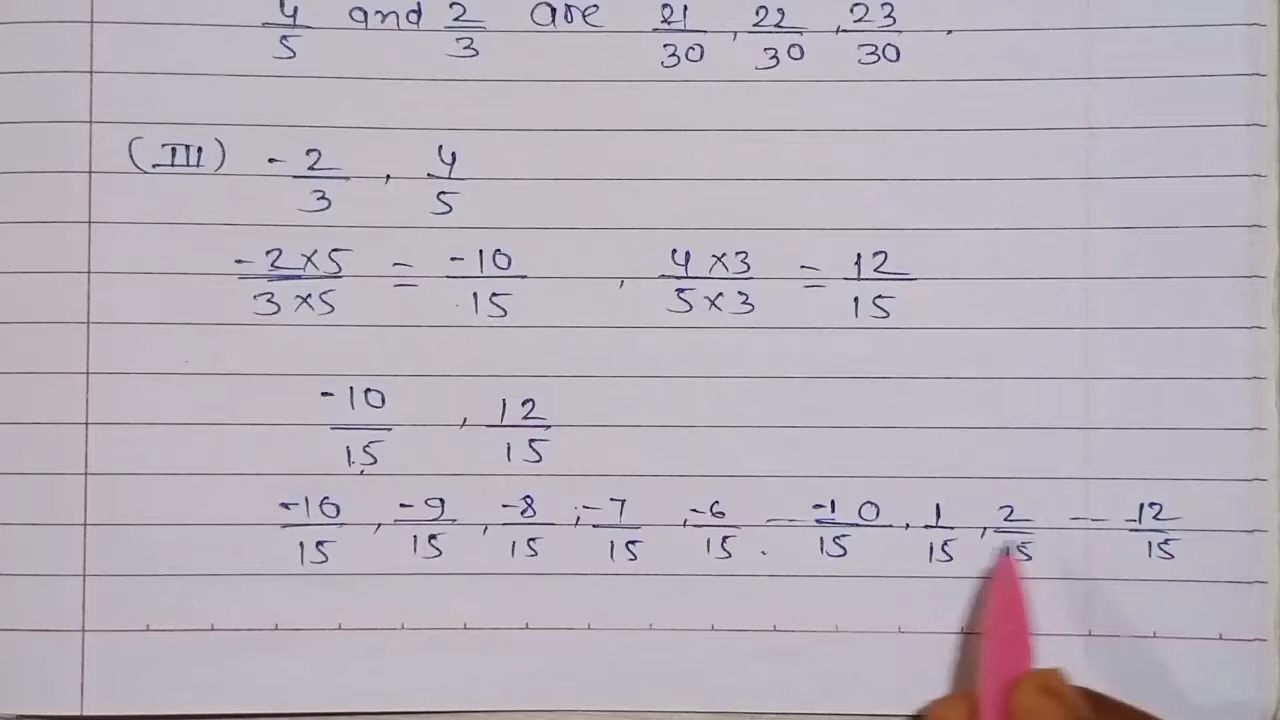 4/5 and 2/3 are 21/30, 22/30, 23/30.
(III) -2/3, 4/5
-2×5/3×5 = -10/15, 4×3/5×3 = 12/15
-10/15, 12/15
-10/15, -9/15, -8/15, -7/15, -6/15 -- -1/15 0, 1/15, 2/15 -- 12/15